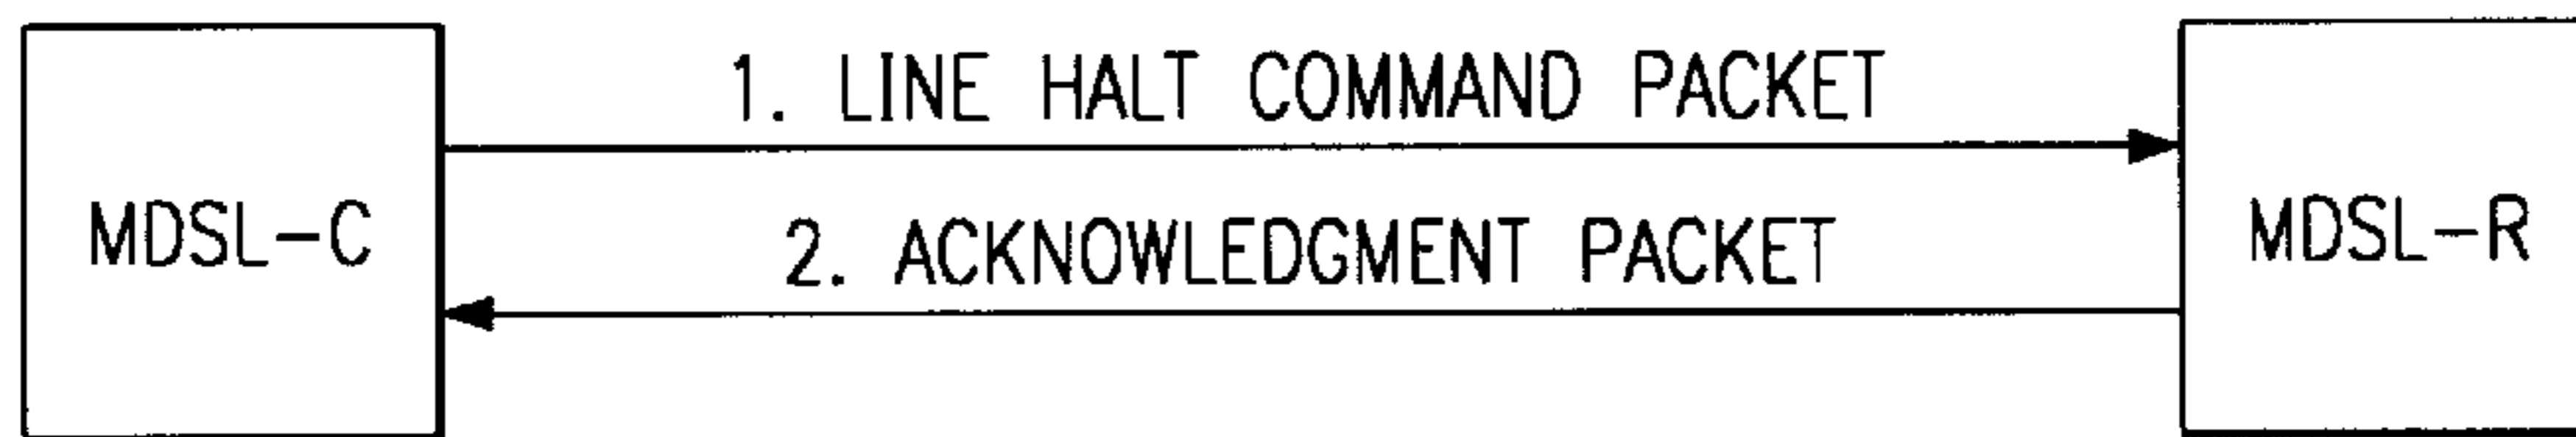 1. LINE HALT COMMAND PACKET
MDSL-C
MDSL-R
2. ACKNOWLEDGMENT PACKET